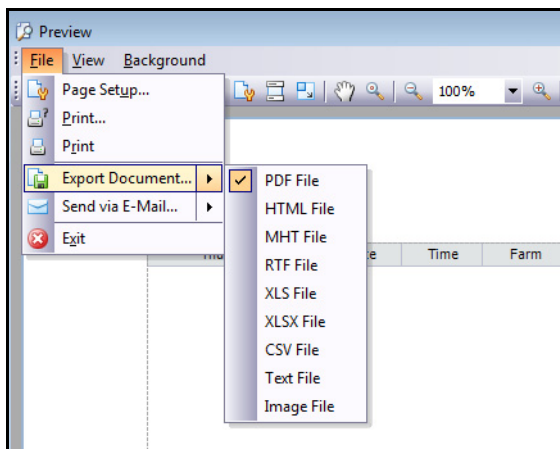 Preview
File View Background
Page Setup...
100%
Print...
Print
Export Document...
PDF File
Send via E-Mail...
HTML File
Exit
MHT File
Time Farm
RTF File
XLS File
XLSX File
CSV File
Text File
Image File